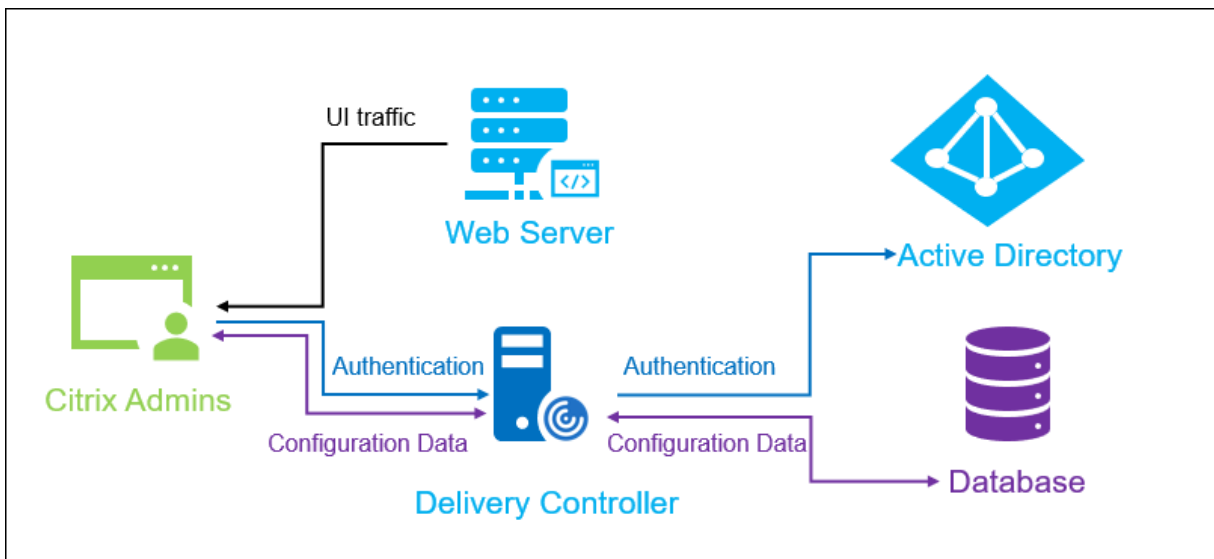 UI traffic
</>
Web Server
Active Directory
Authentication
Authentication
Citrix Admins
Configuration Data
Configuration Data
Database
Delivery Controller